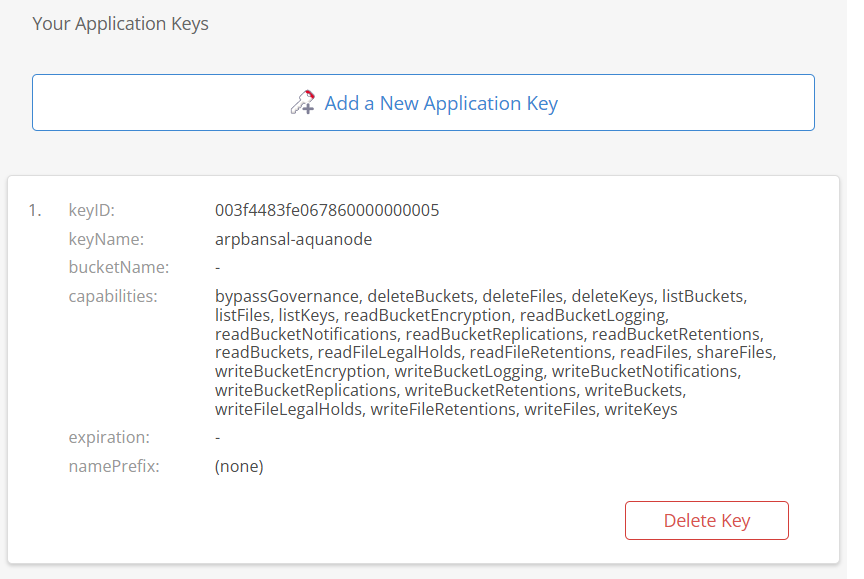 Your Application Keys
Add a New Application Key
1. keyID: 003f4483fe067860000000005
keyName: arpbansal-aquanode
bucketName: -
capabilities: bypassGovernance, deleteBuckets, deleteFiles, deleteKeys, listBuckets,
listFiles, listKeys, readBucketEncryption, readBucketLogging,
readBucketNotifications, readBucketReplications, readBucketRetentions,
readBuckets, readFileLegalHolds, readFileRetentions, readFiles, shareFiles,
writeBucketEncryption, writeBucketLogging, writeBucketNotifications,
writeBucketReplications, writeBucketRetentions, writeBuckets,
writeFileLegalHolds, writeFileRetentions, writeFiles, writeKeys
expiration: -
namePrefix: (none)
Delete Key